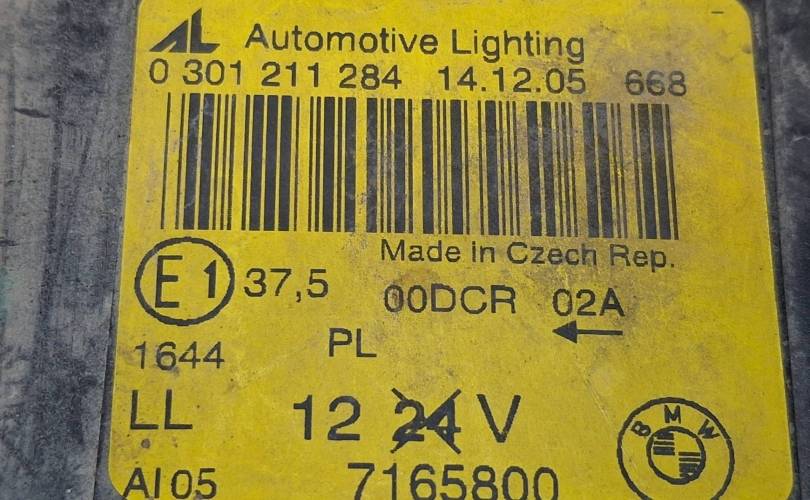 AL Automotive Lighting
0 301 211 284 14.12.05 668
Made in Czech Rep.
E1 37,5 00DCR 02A
1644 PL
LL 12 24 V
BMW
AI 05 7165800